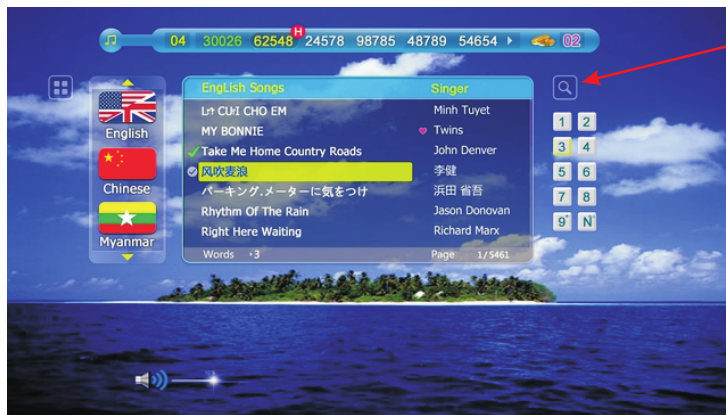 04 30026 62548 H 24578 98785 48789 54654 02
EngLish Songs Singer
CHO EM Minh Tuyet
MY BONNIE Twins
Take Me Home Country Roads John Denver
风吹麦浪 李健
パーキング.メーターに気をつけ 浜田 省吾
Rhythm Of The Rain Jason Donovan
Right Here Waiting Richard Marx
Words 3 Page 1/5461
English
Chinese
Myanmar
1 2
3 4
5 6
7 8
9+ N